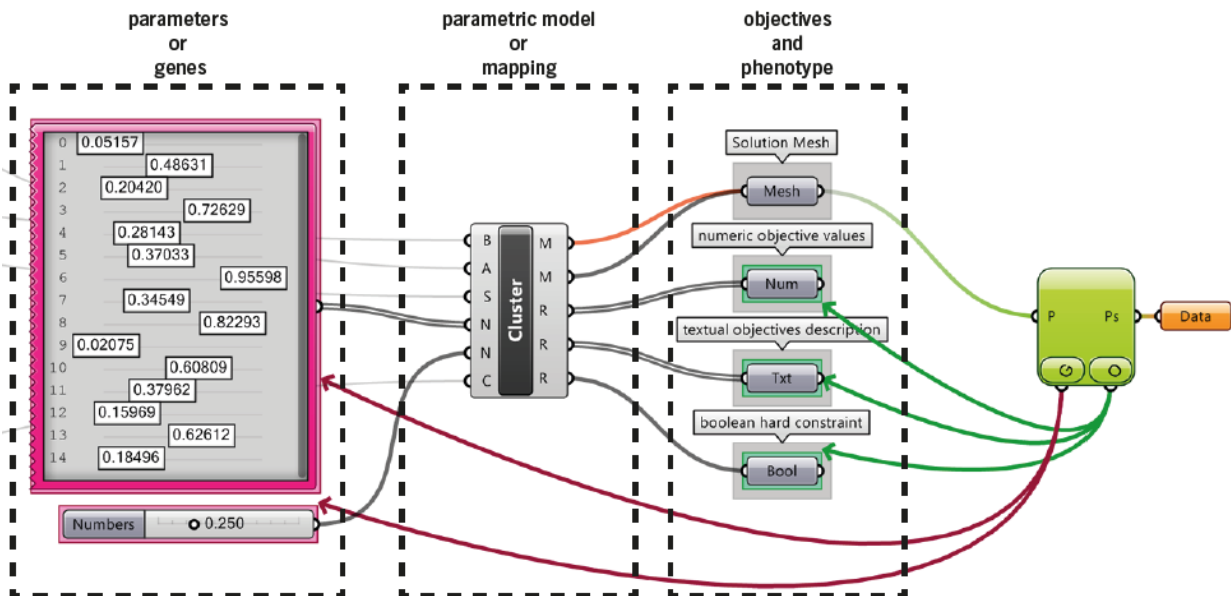 parameters
or
genes
parametric model
or
mapping
objectives
and
phenotype
0 0.05157
1 0.48631
2 0.20420
3 0.72629
4 0.28143
5 0.37033
6 0.95598
7 0.34549
8 0.82293
9 0.02075
10 0.60809
11 0.37962
12 0.15969
13 0.62612
14 0.18496
Numbers 0.250
B
A
S
N
N
C
Cluster
M
M
R
R
R
Solution Mesh
Mesh
numeric objective values
Num
textual objectives description
Txt
boolean hard constraint
Bool
P Ps
G O
Data